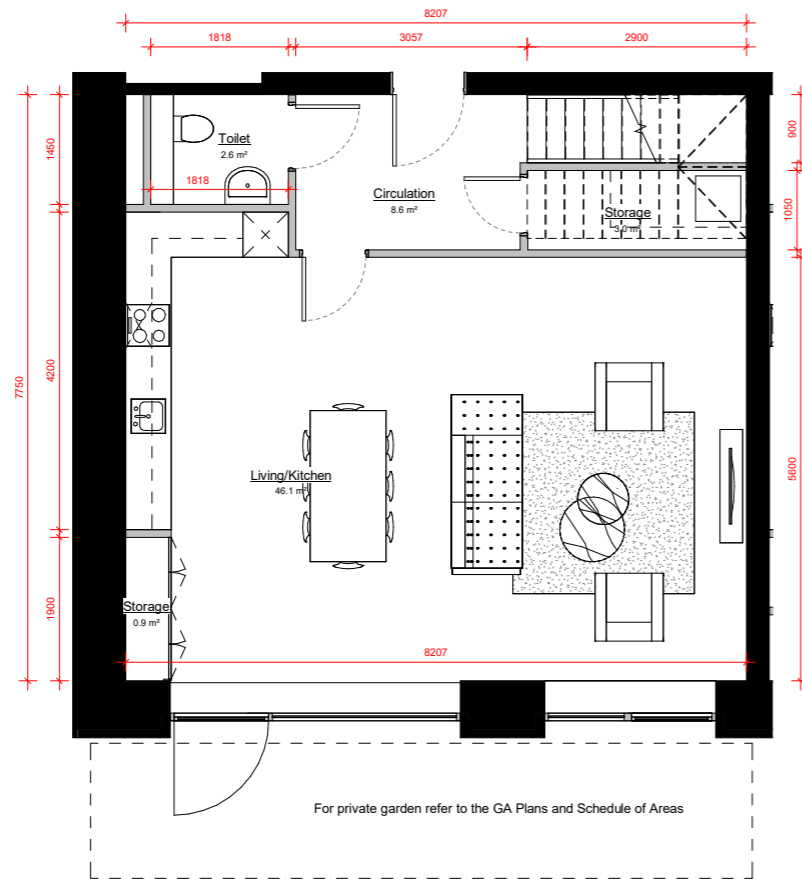 8207
1818
3057
2900
1450
900
Toilet
2.6 m²
1818
Circulation
8.6 m²
Storage
3.0 m²
1050
7750
4200
5600
Living/Kitchen
46.1 m²
1900
Storage
0.9 m²
8207
For private garden refer to the GA Plans and Schedule of Areas